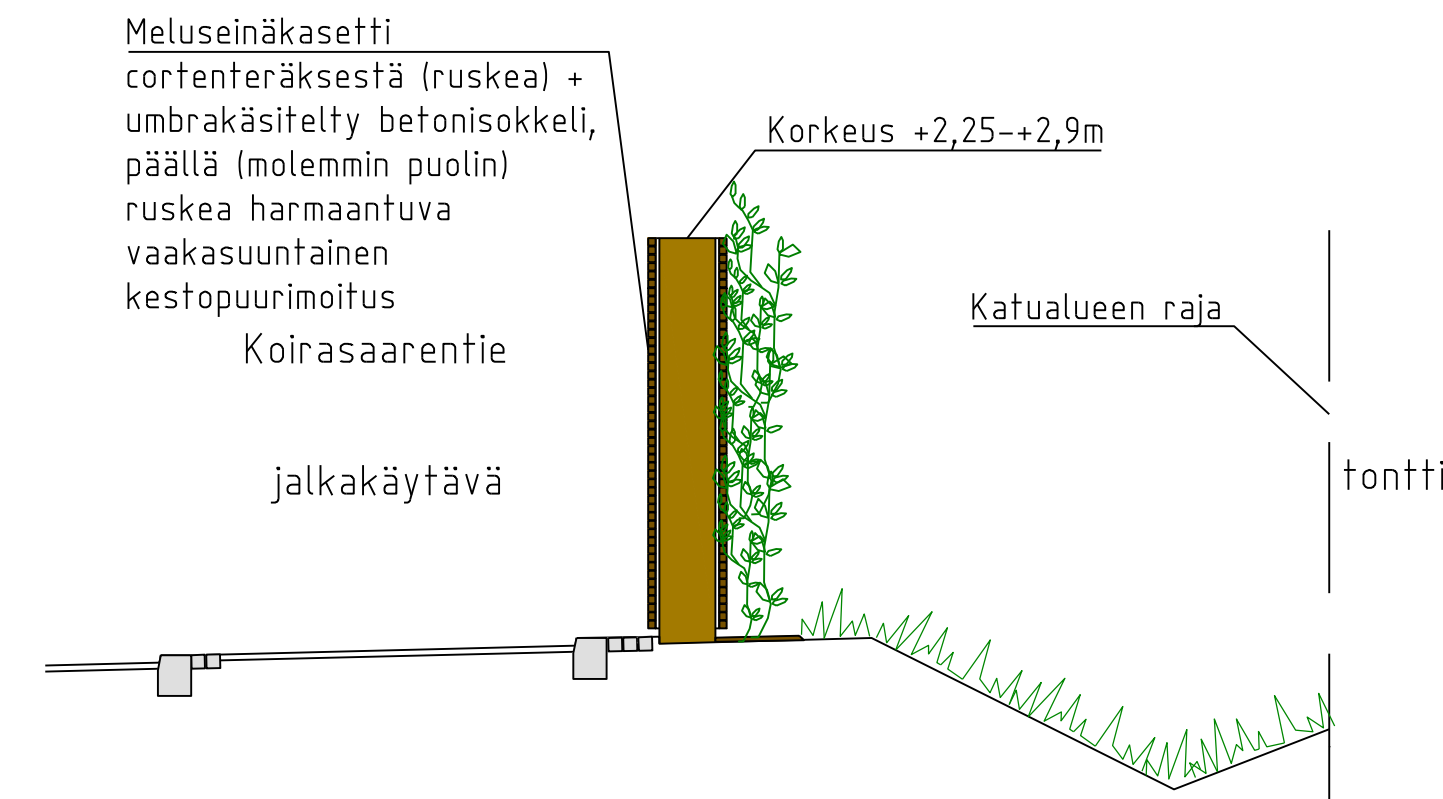 Meluseinäkasetti
cortenteräksestä (ruskea) +
umbrakäsitelty betonisokkeli,
päällä (molemmin puolin)
ruskea harmaantuva
vaakasuuntainen
kestopuurimoitus
Koirasaarentie
jalkakäytävä
Korkeus +2,25-+2,9m
Katualueen raja
tontti